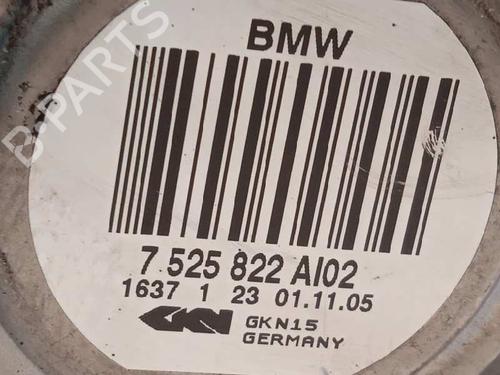 BMW
7 525 822 AI02
1637 1 23 01.11.05
GKN GKN15
GERMANY
B-PARTS